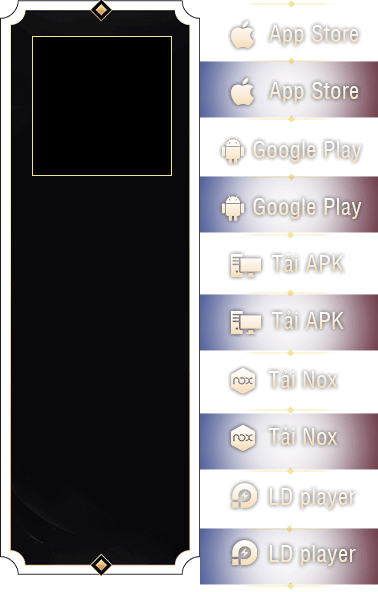 App Store
App Store
Google Play
Google Play
Tải APK
Tải APK
nox Tải Nox
nox Tải Nox
LD player
LD player